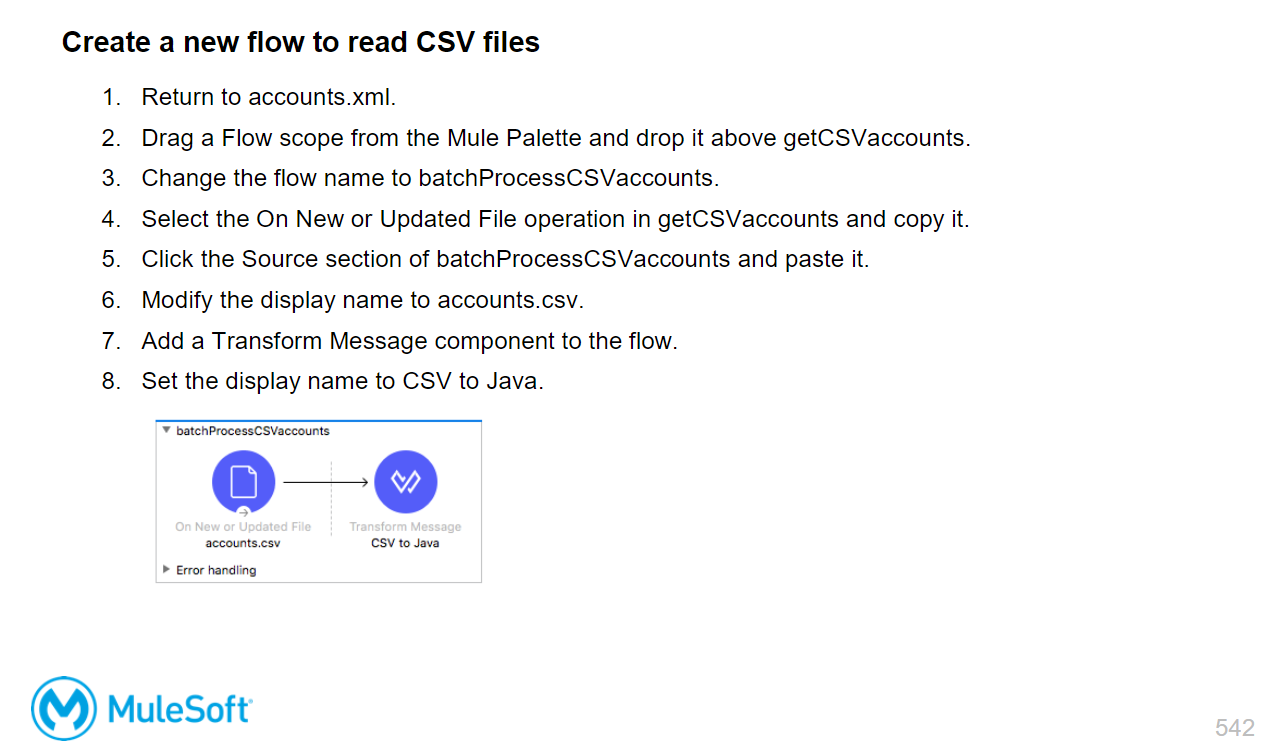 Create a new flow to read CSV files
1. Return to accounts.xml.
2. Drag a Flow scope from the Mule Palette and drop it above getCSVaccounts.
3. Change the flow name to batchProcessCSVaccounts.
4. Select the On New or Updated File operation in getCSVaccounts and copy it.
5. Click the Source section of batchProcessCSVaccounts and paste it.
6. Modify the display name to accounts.csv.
7. Add a Transform Message component to the flow.
8. Set the display name to CSV to Java.
batchProcessCSVaccounts
On New or Updated File Transform Message
accounts.csv CSV to Java
Error handling
MuleSoft
542